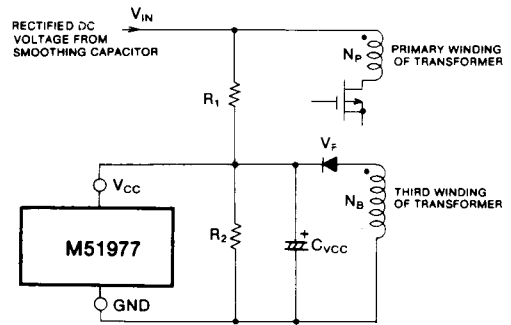 RECTIFIED DC
VOLTAGE FROM
SMOOTHING CAPACITOR
VIN
NP
PRIMARY WINDING
OF TRANSFORMER
R1
VF
VCC
NB
THIRD WINDING
OF TRANSFORMER
R2
+
CVCC
M51977
GND